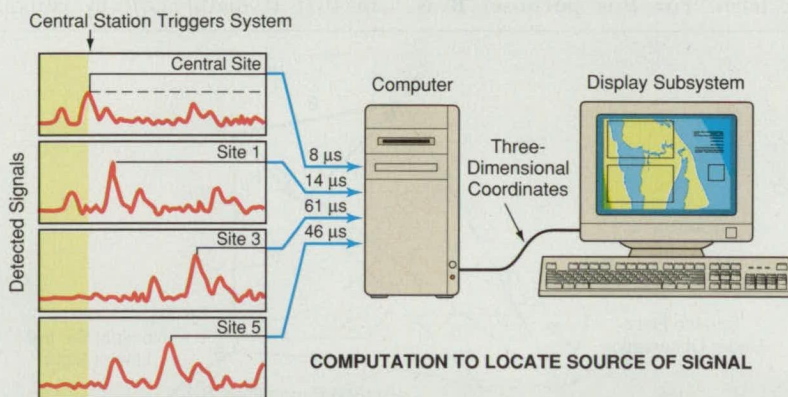 Central Station Triggers System
Detected Signals
Central Site
Site 1
Site 3
Site 5
8 µs
14 µs
61 µs
46 µs
Computer
Three-
Dimensional
Coordinates
Display Subsystem
COMPUTATION TO LOCATE SOURCE OF SIGNAL